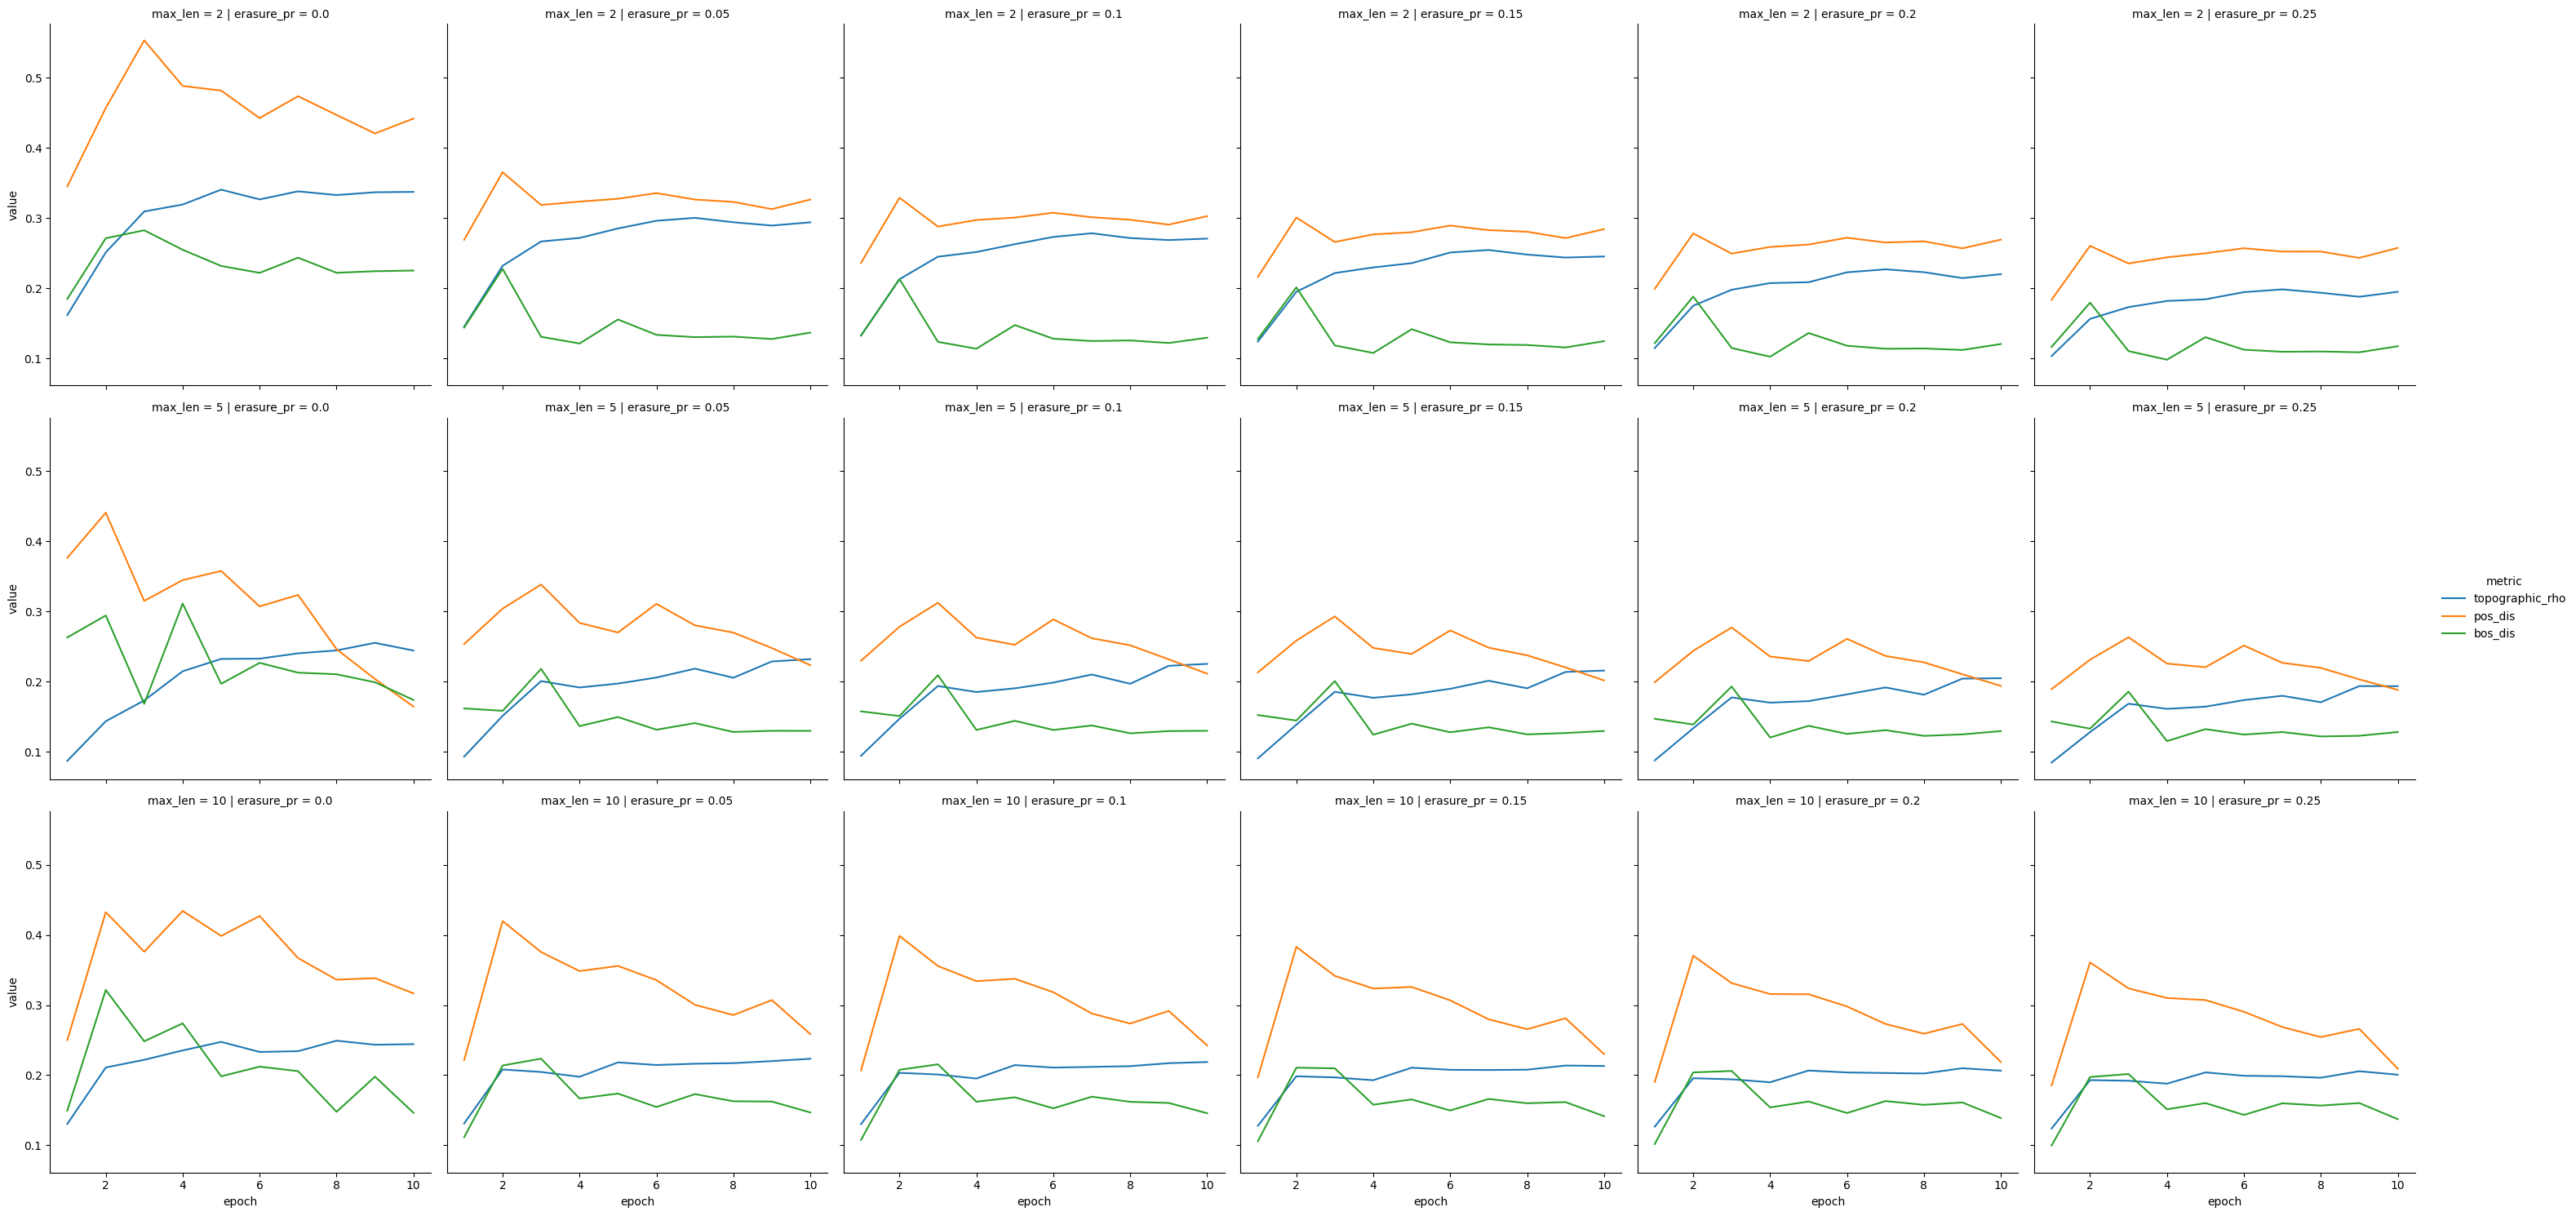 max_len = 2 | erasure_pr = 0.0
max_len = 2 | erasure_pr = 0.05
max_len = 2 | erasure_pr = 0.1
max_len = 2 | erasure_pr = 0.15
max_len = 2 | erasure_pr = 0.2
max_len = 2 | erasure_pr = 0.25
0.5
0.4
0.3
0.2
0.1
value
max_len = 5 | erasure_pr = 0.0
max_len = 5 | erasure_pr = 0.05
max_len = 5 | erasure_pr = 0.1
max_len = 5 | erasure_pr = 0.15
max_len = 5 | erasure_pr = 0.2
max_len = 5 | erasure_pr = 0.25
0.5
0.4
0.3
0.2
0.1
value
metric
topographic_rho
pos_dis
bos_dis
max_len = 10 | erasure_pr = 0.0
max_len = 10 | erasure_pr = 0.05
max_len = 10 | erasure_pr = 0.1
max_len = 10 | erasure_pr = 0.15
max_len = 10 | erasure_pr = 0.2
max_len = 10 | erasure_pr = 0.25
0.5
0.4
0.3
0.2
0.1
value
2 4 6 8 10
2 4 6 8 10
2 4 6 8 10
2 4 6 8 10
2 4 6 8 10
2 4 6 8 10
epoch
epoch
epoch
epoch
epoch
epoch